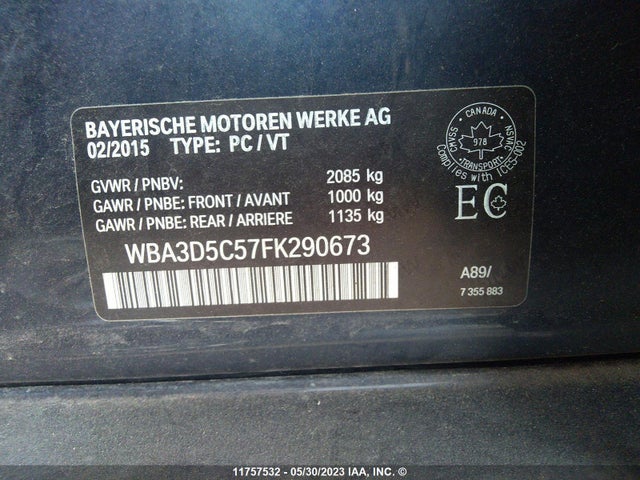 BAYERISCHE MOTOREN WERKE AG
02/2015 TYPE: PC / VT
GVWR / PNBV: 2085 kg
GAWR / PNBE: FRONT / AVANT 1000 kg
GAWR / PNBE: REAR / ARRIERE 1135 kg
WBA3D5C57FK290673
CANADA
CMVSS NSVAC
978
TRANSPORT
Complies with ICES-002
EC
A89/
7 355 883
11757532 - 05/30/2023 IAA, INC. ©